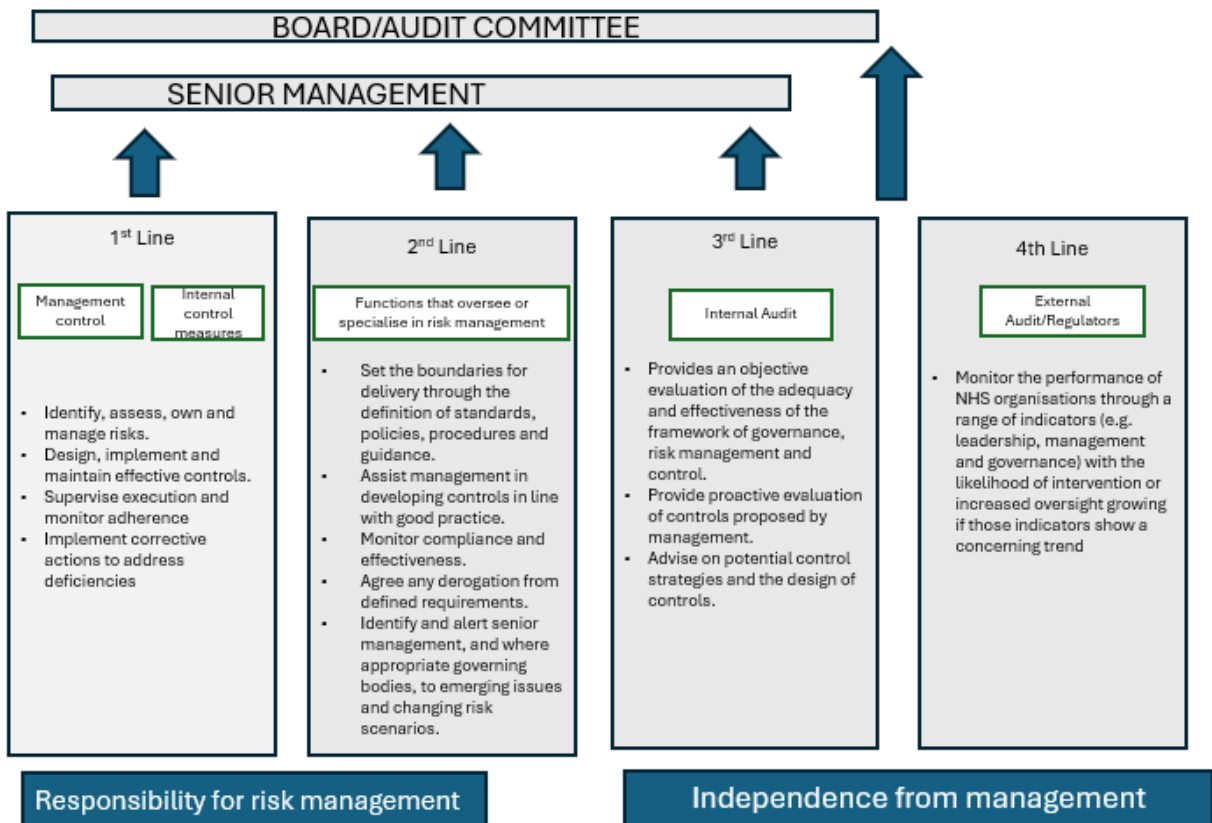 BOARD/AUDIT COMMITTEE
SENIOR MANAGEMENT
1st Line
Management
control
Internal
control
measures
▪ Identify, assess, own and
manage risks.
▪ Design, implement and
maintain effective controls.
▪ Supervise execution and
monitor adherence
▪ Implement corrective
actions to address
deficiencies
2nd Line
Functions that oversee or
specialise in risk management
▪ Set the boundaries for
delivery through the
definition of standards,
policies, procedures and
guidance.
▪ Assist management in
developing controls in line
with good practice.
▪ Monitor compliance and
effectiveness.
▪ Agree any derogation from
defined requirements.
▪ Identify and alert senior
management, and where
appropriate governing
bodies, to emerging issues
and changing risk
scenarios.
3rd Line
Internal Audit
▪ Provides an objective
evaluation of the adequacy
and effectiveness of the
framework of governance,
risk management and
control.
▪ Provide proactive evaluation
of controls proposed by
management.
▪ Advise on potential control
strategies and the design of
controls.
4th Line
External
Audit/Regulators
▪ Monitor the performance of
NHS organisations through a
range of indicators (e.g.
leadership, management
and governance) with the
likelihood of intervention or
increased oversight growing
if those indicators show a
concerning trend
Responsibility for risk management
Independence from management